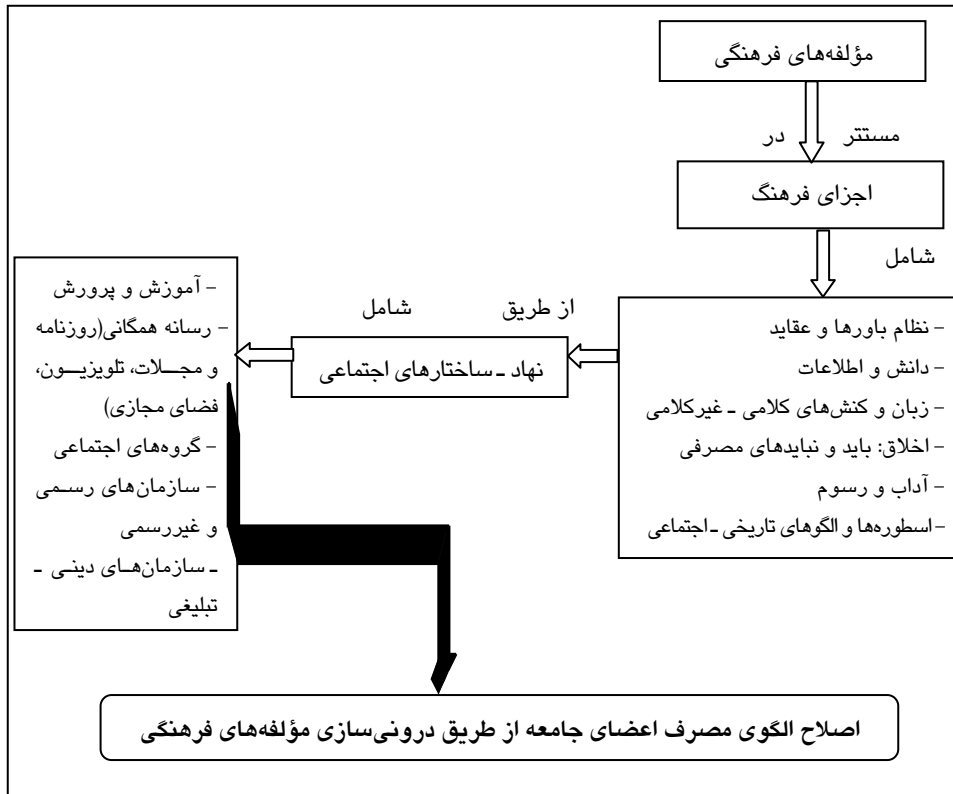 مؤلفه‌های فرهنگی
مستتر در
اجزای فرهنگ
شامل
– نظام باورها و عقاید
– دانش و اطلاعات
– زبان و کنش‌های کلامی ـ غیرکلامی
– اخلاق: باید و نبایدهای مصرفی
– آداب و رسوم
– اسطوره‌ها و الگوهای تاریخی ـ اجتماعی
از طریق
نهاد ـ ساختارهای اجتماعی
شامل
– آموزش و پرورش
– رسانه همگانی(روزنامه
و مجـــلات، تلویزیـــون،
فضای مجازی)
– گروه‌های اجتماعی
– سازمان‌های رسـمی
و غیررسمی
ـ سازمان‌هـای دینـی ـ
تبلیغی
اصلاح الگوی مصرف اعضای جامعه از طریق درونی‌سازی مؤلفه‌های فرهنگی